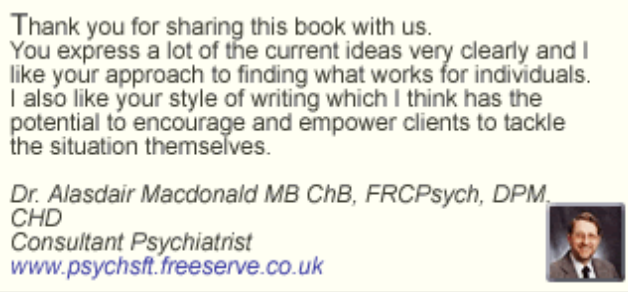 Thank you for sharing this book with us.
You express a lot of the current ideas very clearly and I
like your approach to finding what works for individuals.
I also like your style of writing which I think has the
potential to encourage and empower clients to tackle
the situation themselves.
Dr. Alasdair Macdonald MB ChB, FRCPsych, DPM,
CHD
Consultant Psychiatrist
www.psychsft.freeserve.co.uk